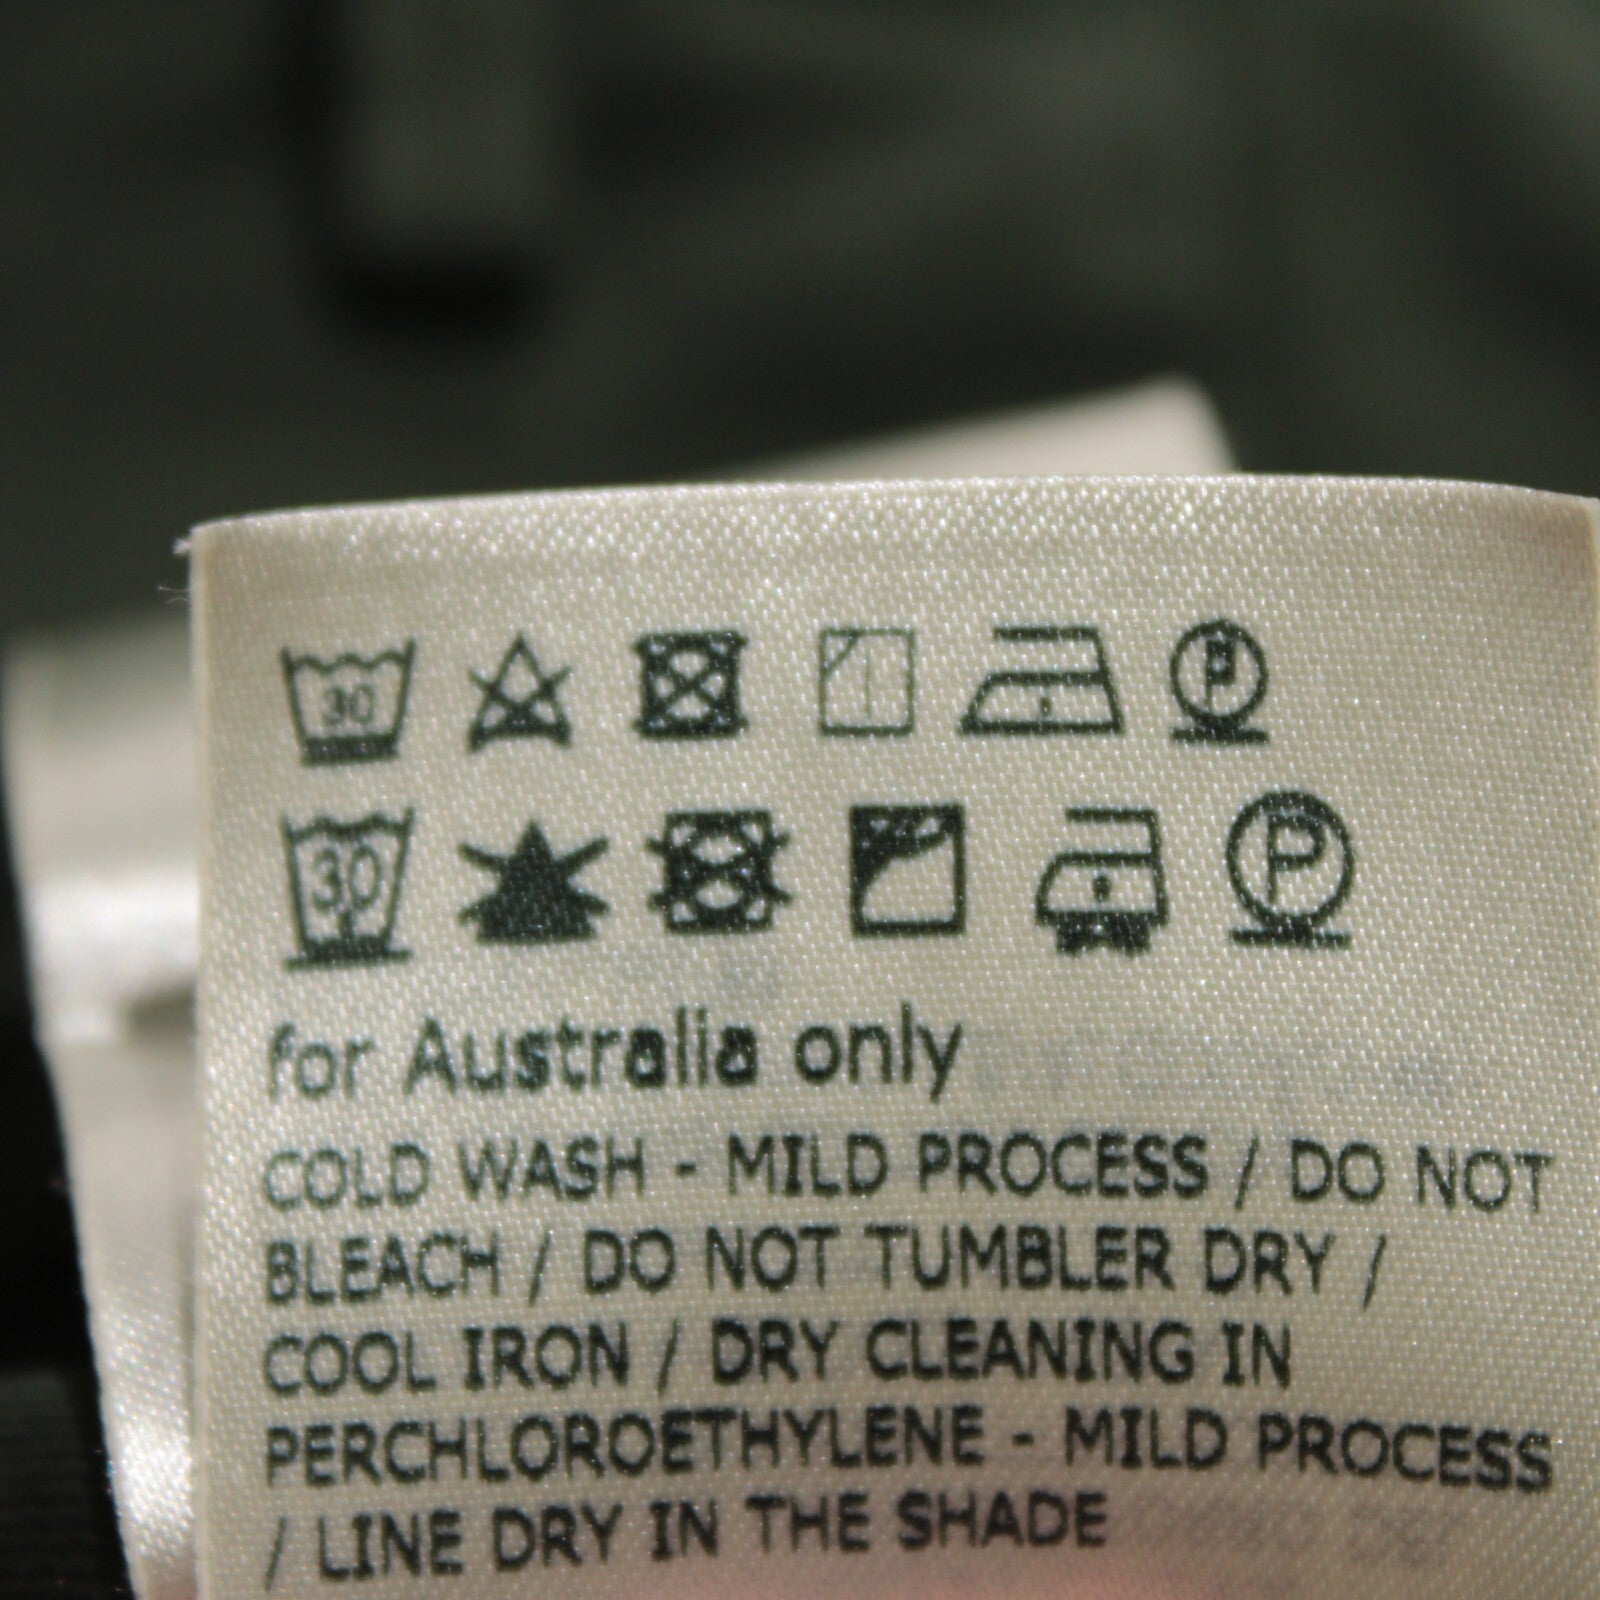 30 P
30 P
for Australia only
COLD WASH - MILD PROCESS / DO NOT
BLEACH / DO NOT TUMBLER DRY /
COOL IRON / DRY CLEANING IN
PERCHLOROETHYLENE - MILD PROCESS
/ LINE DRY IN THE SHADE